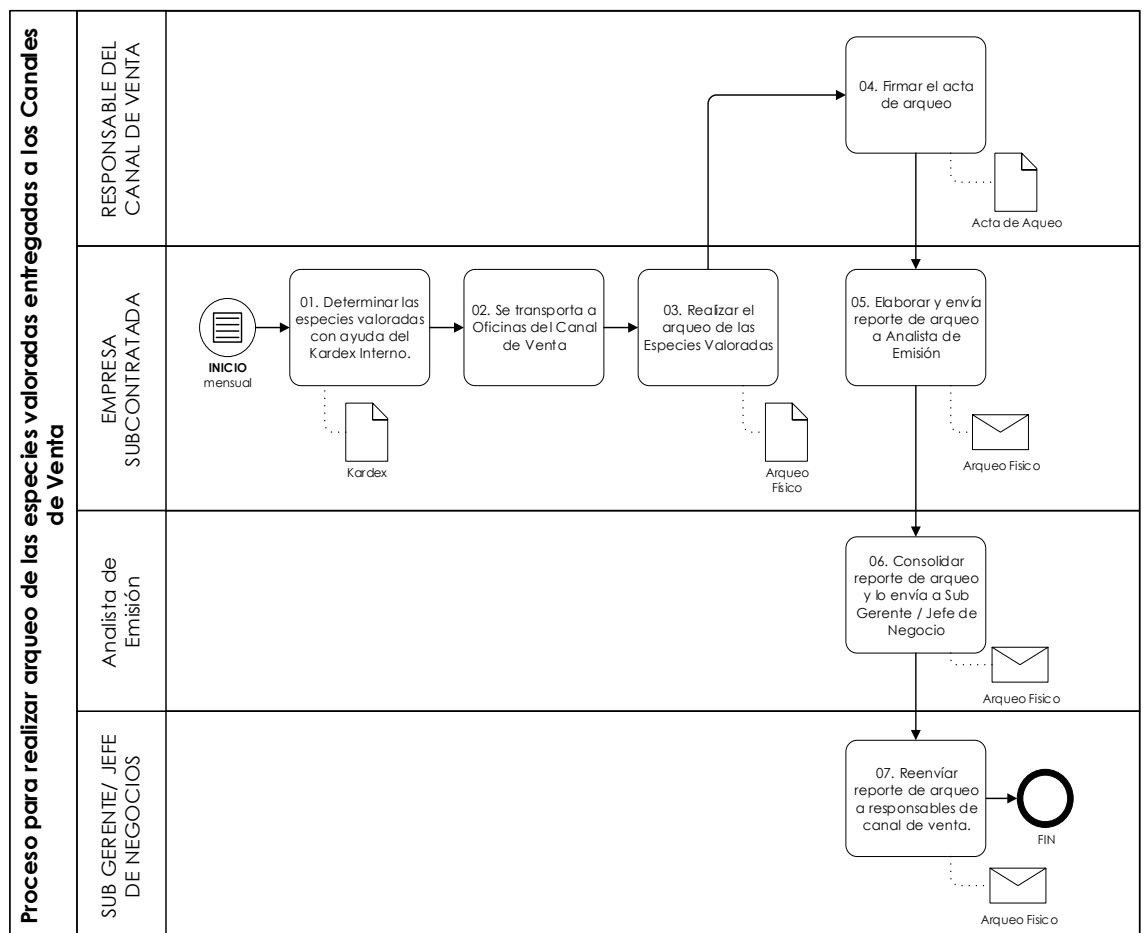 Proceso para realizar arqueo de las especies valoradas entregadas a los Canales
de Venta
RESPONSABLE DEL
CANAL DE VENTA
04. Firmar el acta
de arqueo
Acta de Aqueo
EMPRESA
SUBCONTRATADA
INICIO
mensual
01. Determinar las
especies valoradas
con ayuda del
Kardex Interno.
Kardex
02. Se transporta a
Oficinas del Canal
de Venta
03. Realizar el
arqueo de las
Especies Valoradas
Arqueo
Físico
05. Elaborar y envía
reporte de arqueo
a Analista de
Emisión
Arqueo Fisico
Analista de
Emisión
06. Consolidar
reporte de arqueo
y lo envía a Sub
Gerente / Jefe de
Negocio
Arqueo Fisico
SUB GERENTE/ JEFE
DE NEGOCIOS
07. Reenvíar
reporte de arqueo
a responsables de
canal de venta.
Arqueo Fisico
FIN